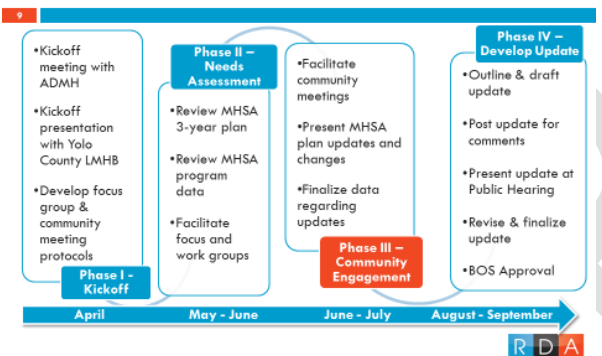 9
•Kickoff
meeting with
ADMH
•Kickoff
presentation
with Yolo
County LMHB
•Develop focus
group &
community
meeting
protocols
Phase I -
Kickoff
Phase II –
Needs
Assessment
•Review MHSA
3-year plan
•Review MHSA
program
data
•Facilitate
focus and
work groups
•Facilitate
community
meetings
•Present MHSA
plan updates and
changes
•Finalize data
regarding
updates
Phase III –
Community
Engagement
Phase IV –
Develop Update
•Outline & draft
update
•Post update for
comments
•Present update at
Public Hearing
•Revise & finalize
update
•BOS Approval
April
May - June
June - July
August - September
RDA